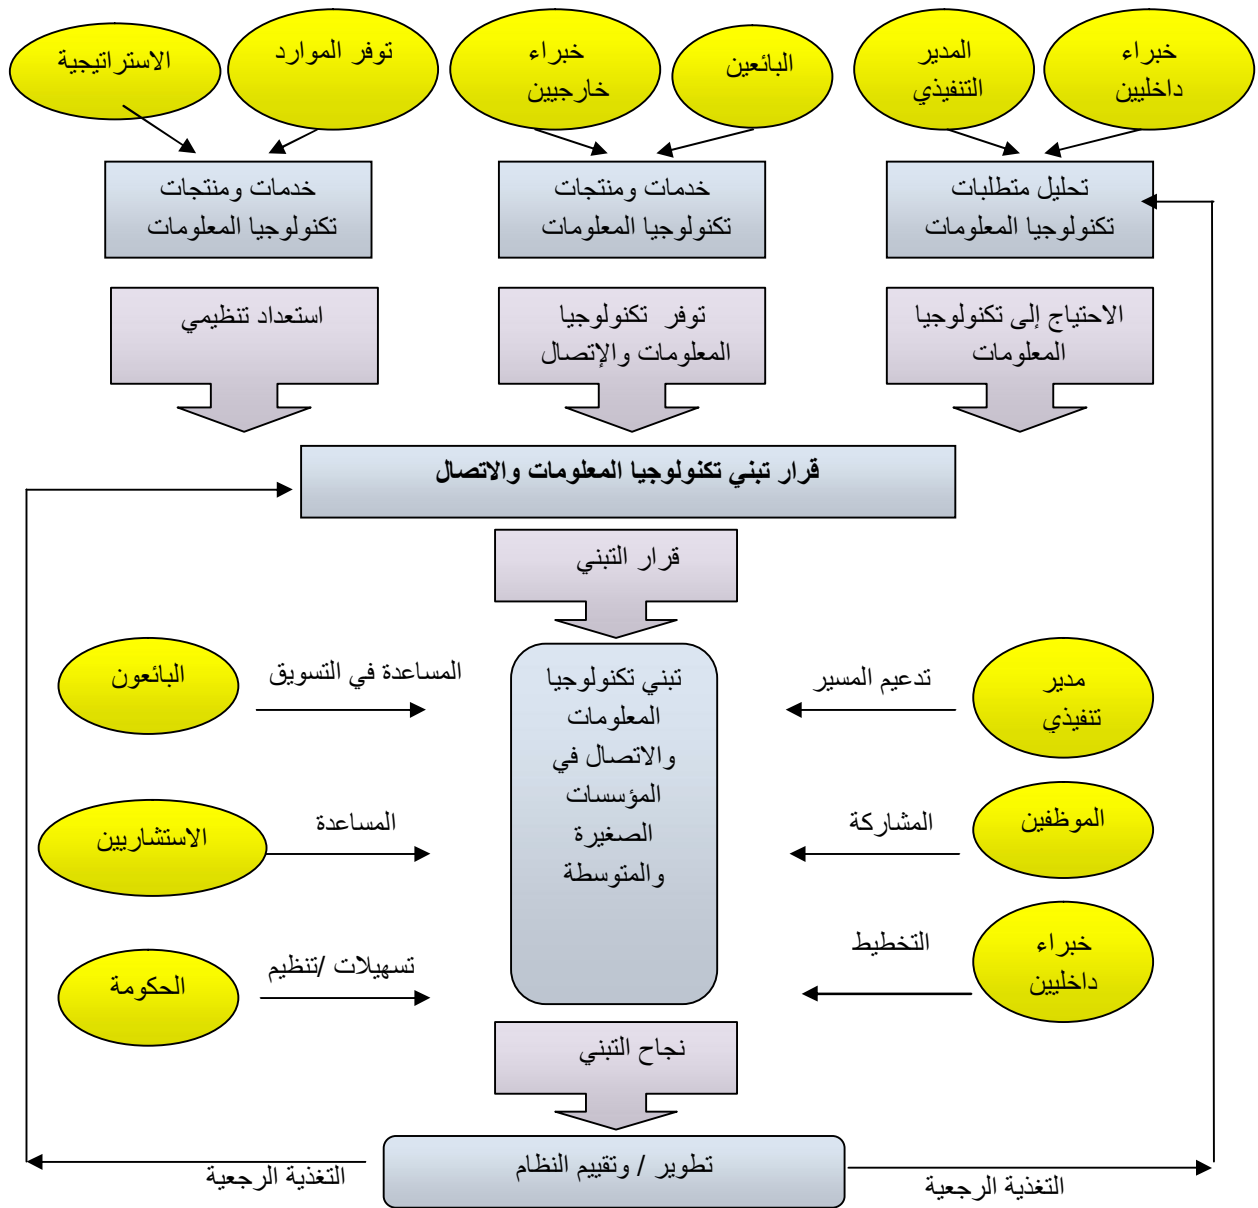 خبراء
داخليين
المدير
التنفيذي
البائعين
خبراء
خارجيين
توفر الموارد
الاستراتيجية
تحليل متطلبات
تكنولوجيا المعلومات
خدمات ومنتجات
تكنولوجيا المعلومات
خدمات ومنتجات
تكنولوجيا المعلومات
الاحتياج إلى تكنولوجيا
المعلومات
توفر تكنولوجيا
المعلومات والإتصال
استعداد تنظيمي
قرار تبني تكنولوجيا المعلومات والاتصال
قرار التبني
مدير
تنفيذي
تدعيم المسير
الموظفين
المشاركة
خبراء
داخليين
التخطيط
تبني تكنولوجيا
المعلومات
والاتصال في
المؤسسات
الصغيرة
والمتوسطة
المساعدة في التسويق
البائعون
المساعدة
الاستشاريين
تسهيلات /تنظيم
الحكومة
نجاح التبني
تطوير / وتقييم النظام
التغذية الرجعية
التغذية الرجعية